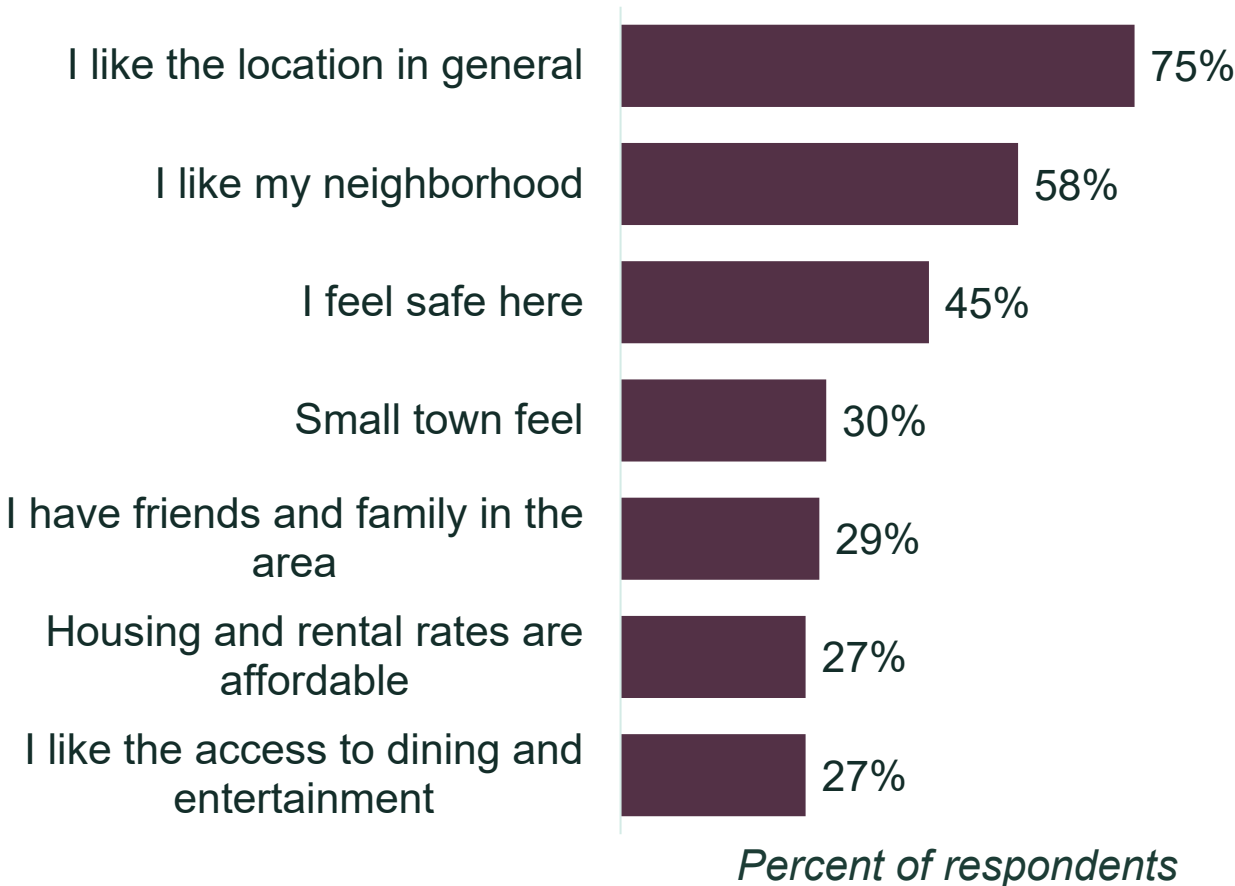 I like the location in general
75%
I like my neighborhood
58%
I feel safe here
45%
Small town feel
30%
I have friends and family in the
area
29%
Housing and rental rates are
affordable
27%
I like the access to dining and
entertainment
27%
Percent of respondents